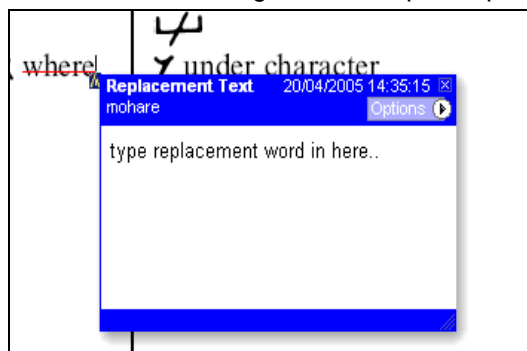 where
under character
Replacement Text 20/04/2005 14:35:15
mohare
Options
type replacement word in here..